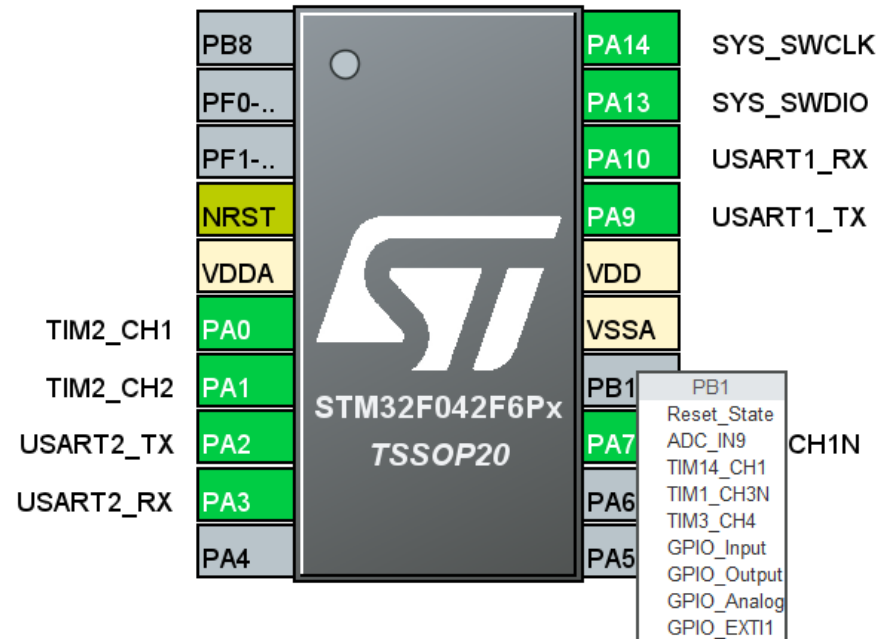 PB8
PF0-..
PF1-..
NRST
VDDA
TIM2_CH1 PA0
TIM2_CH2 PA1
USART2_TX PA2
USART2_RX PA3
PA4
STM32F042F6Px
TSSOP20
PA14 SYS_SWCLK
PA13 SYS_SWDIO
PA10 USART1_RX
PA9 USART1_TX
VDD
VSSA
PB1
PA7 CH1N
PA6
PA5
PB1
Reset_State
ADC_IN9
TIM14_CH1
TIM1_CH3N
TIM3_CH4
GPIO_Input
GPIO_Output
GPIO_Analog
GPIO_EXTI1